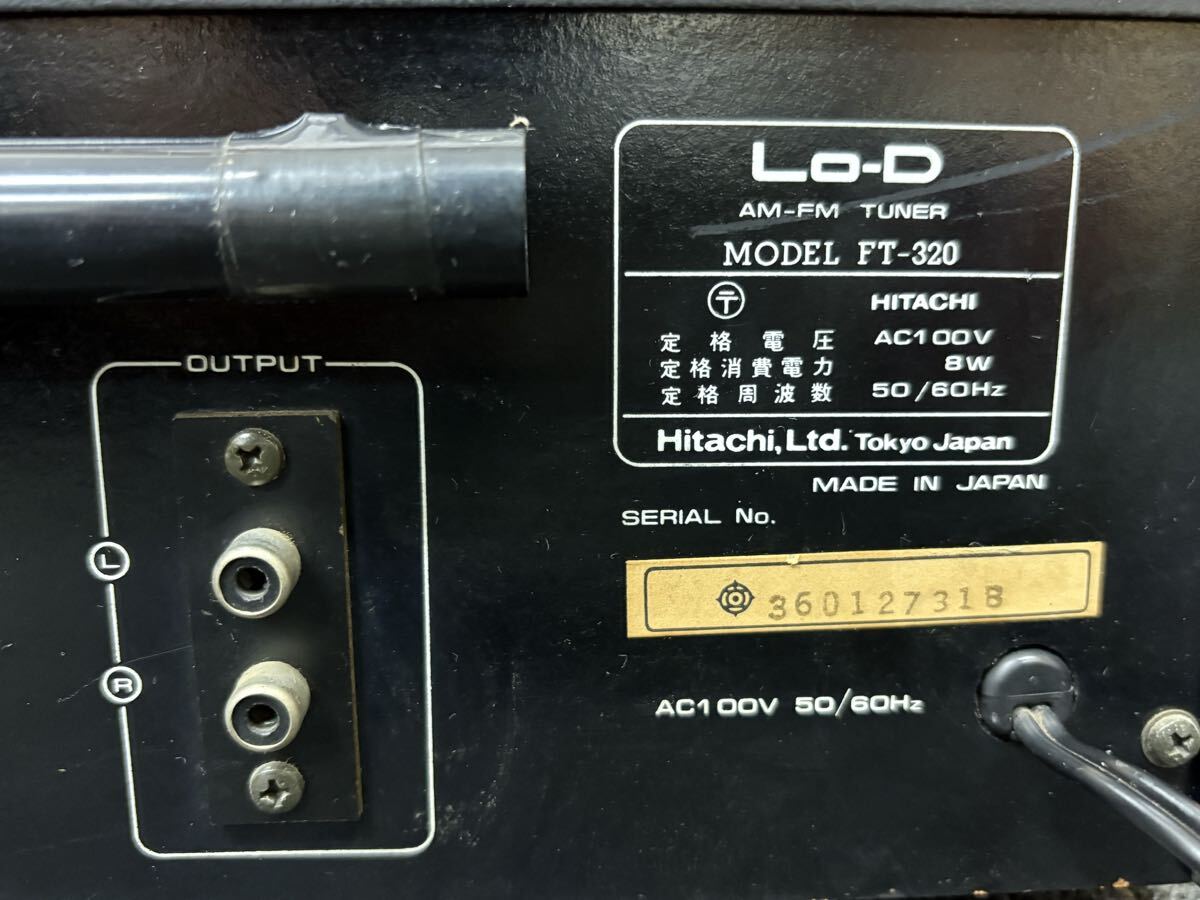 Lo-D
AM-FM TUNER
MODEL FT-320
〒 HITACHI
定格電圧 AC100V
定格消費電力 8W
定格周波数 50/60Hz
Hitachi, Ltd. Tokyo Japan
MADE IN JAPAN
SERIAL No.
36012731B
AC100V 50/60Hz
OUTPUT
L
R